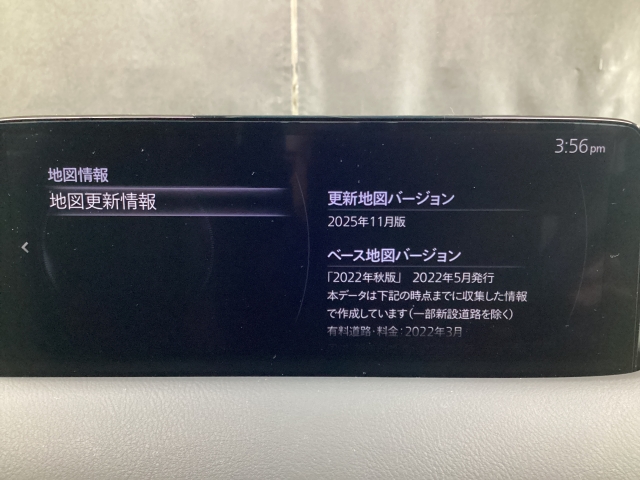 3:56pm
地図情報
地図更新情報
更新地図バージョン
2025年11月版
ベース地図バージョン
「2022年秋版」 2022年5月発行
本データは下記の時点までに収集した情報
で作成しています(一部新設道路を除く)
有料道路・料金:2022年3月